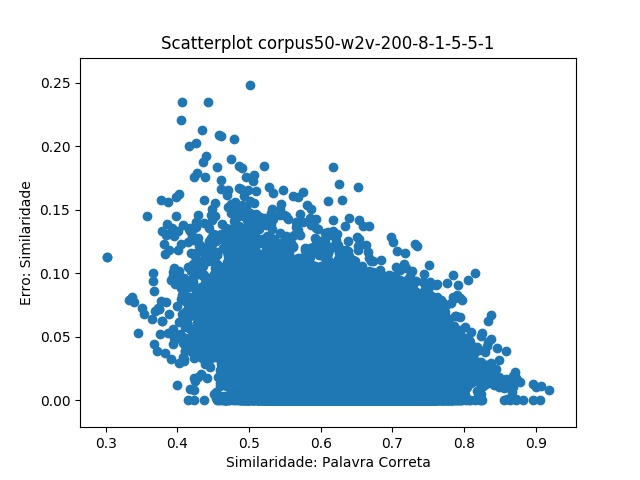 Scatterplot corpus50-w2v-200-8-1-5-5-1
0.25
0.20
0.15
0.10
0.05
0.00
Erro: Similaridade
0.3 0.4 0.5 0.6 0.7 0.8 0.9
Similaridade: Palavra Correta